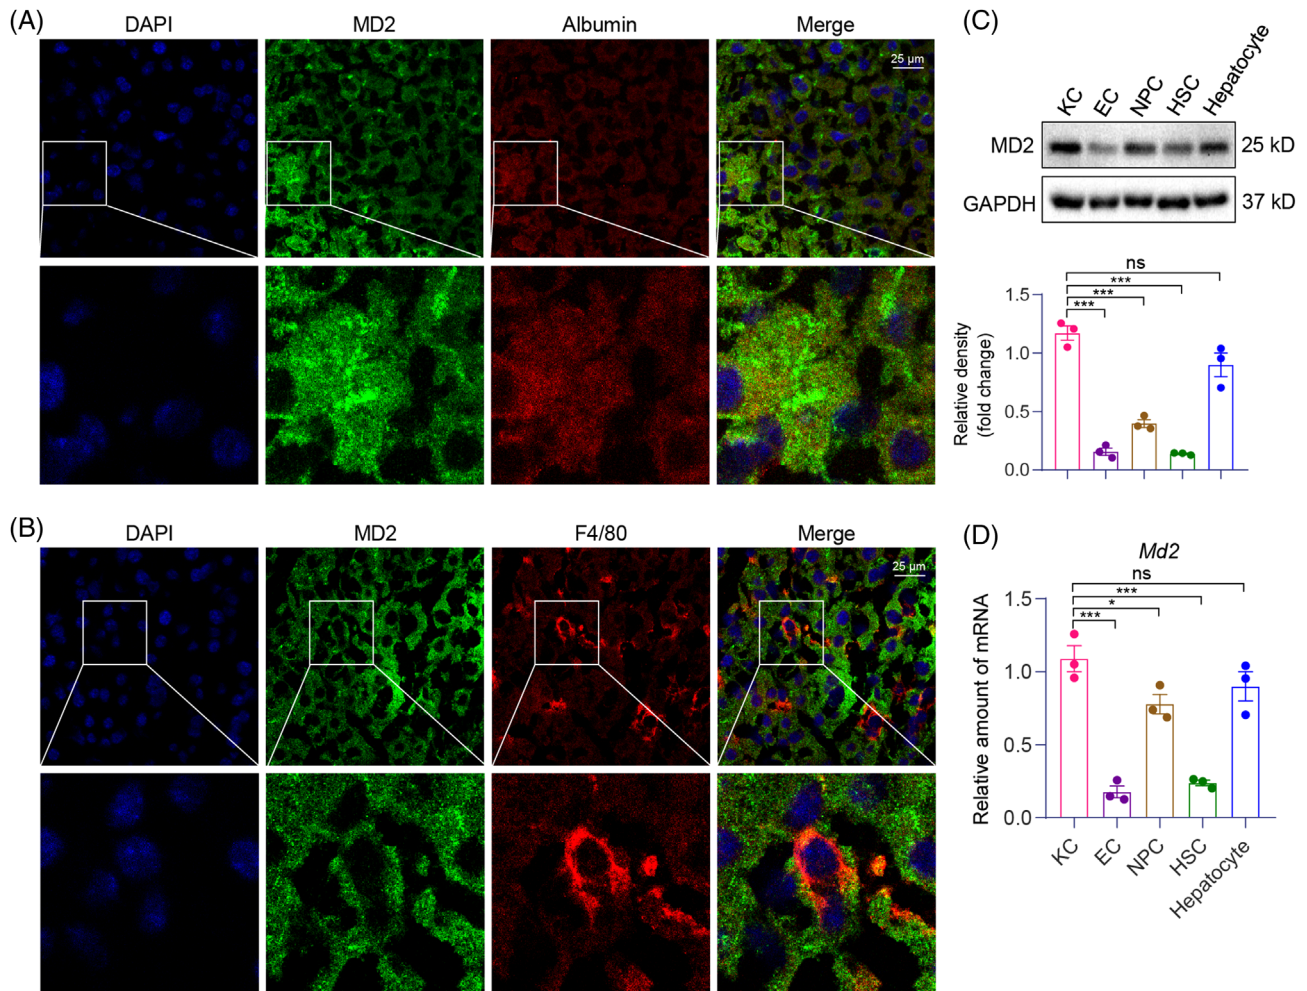 (A)
DAPI MD2 Albumin Merge
25 µm
(B)
DAPI MD2 F4/80 Merge
25 µm
(C)
KC EC NPC HSC Hepatocyte
MD2 25 kD
GAPDH 37 kD
ns
***
***
***
Relative density
(fold change)
1.5
1.0
0.5
0.0
(D)
Md2
ns
***
*
***
Relative amount of mRNA
1.5
1.0
0.5
0.0
KC EC NPC HSC Hepatocyte